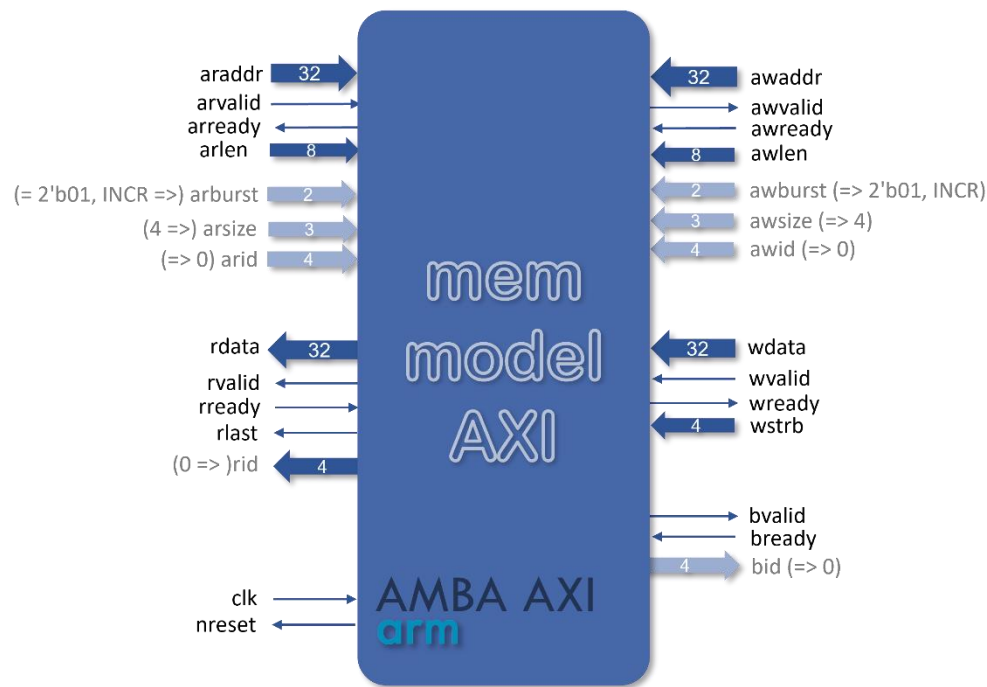 araddr 32
arvalid
arready
arlen 8
(= 2'b01, INCR =>) arburst 2
(4 =>) arsize 3
(=> 0) arid 4
rdata 32
rvalid
rready
rlast
(0 => )rid 4
clk
nreset
mem
model
AXI
AMBA AXI
arm
32 awaddr
awvalid
awready
8 awlen
2 awburst (=> 2'b01, INCR)
3 awsize (=> 4)
4 awid (=> 0)
32 wdata
wvalid
wready
4 wstrb
bvalid
bready
4 bid (=> 0)